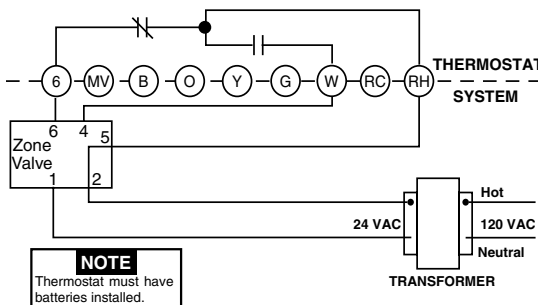 THERMOSTAT
6 MV B O Y G W RC RH
SYSTEM
6 4 5
Zone
Valve
1 2
Hot
24 VAC 120 VAC
Neutral
TRANSFORMER
NOTE
Thermostat must have
batteries installed.